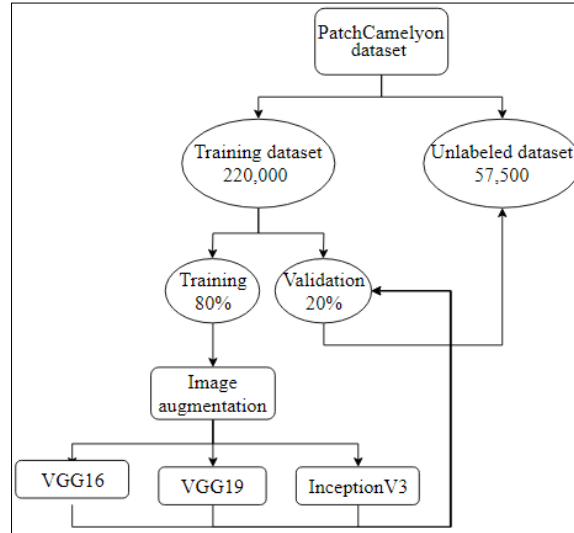 PatchCamelyon
dataset
Training dataset
220,000
Unlabeled dataset
57,500
Training
80%
Validation
20%
Image
augmentation
VGG16
VGG19
InceptionV3